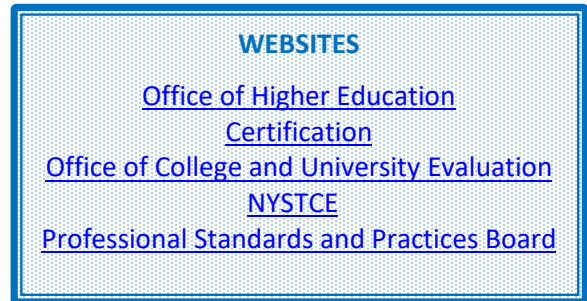 WEBSITES
Office of Higher Education
Certification
Office of College and University Evaluation
NYSTCE
Professional Standards and Practices Board